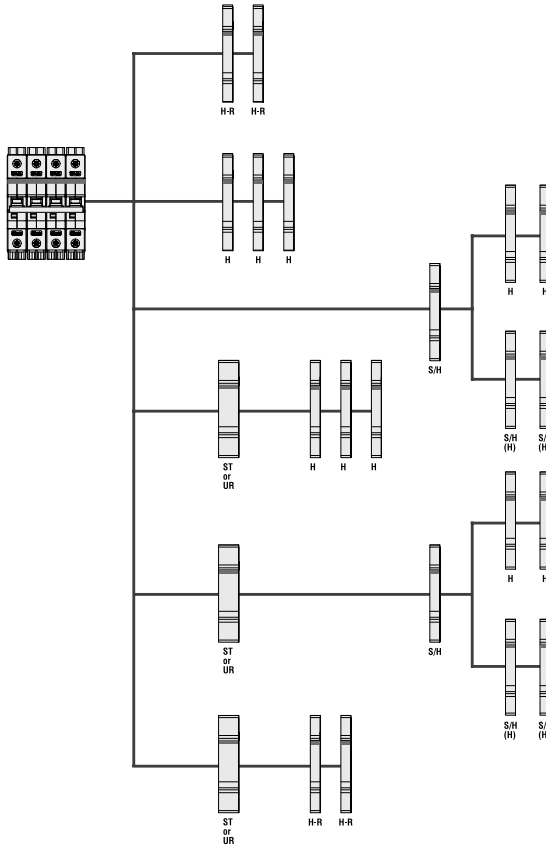 H-R H-R
H H H
S/H
H H
S/H S/
(H) (H
ST H H H
or
UR
ST S/H
or
UR
H H
S/H S/
(H) (H
ST H-R H-R
or
UR